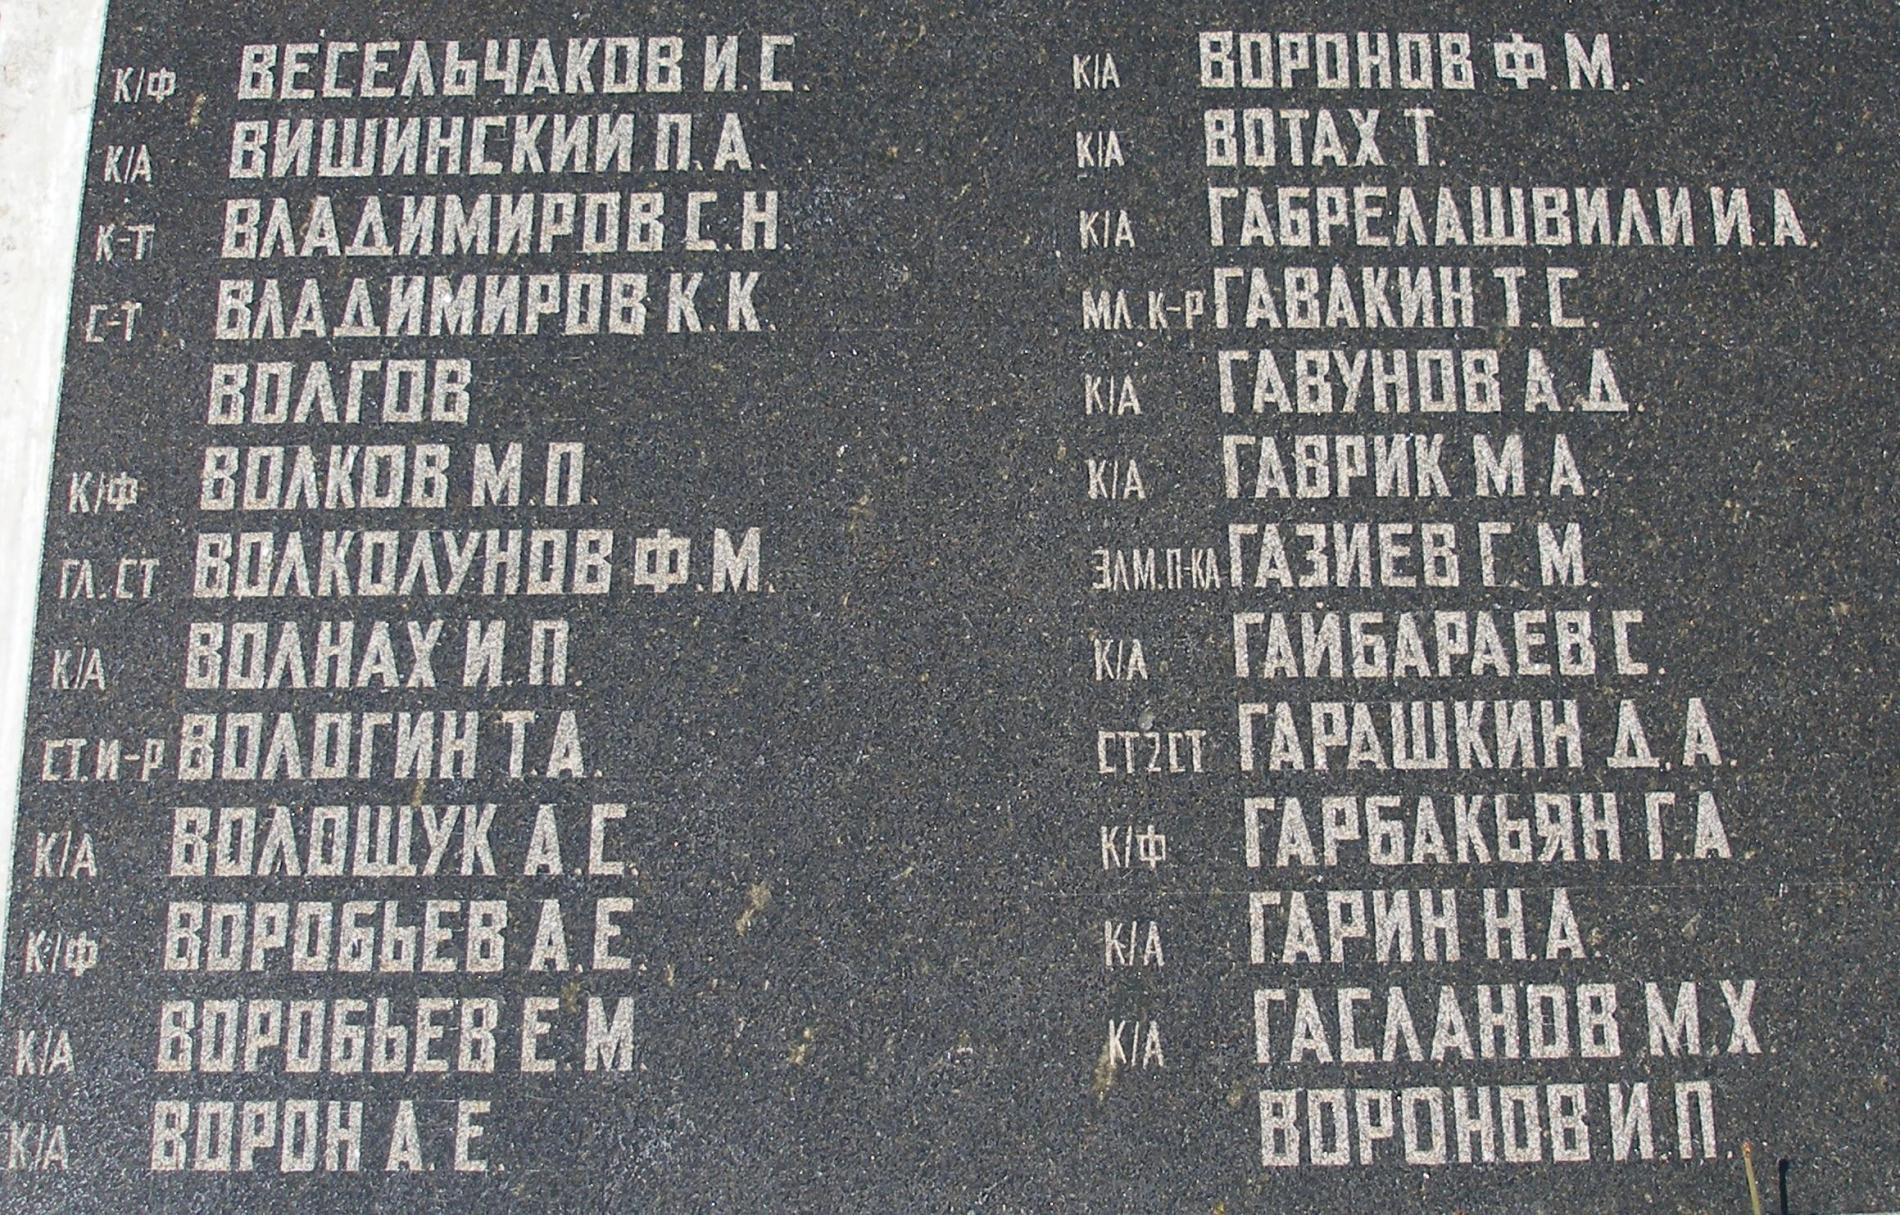 К/Ф ВЕСЕЛЬЧАКОВ И.С.
К/А ВИШИНСКИЙ П.А.
К-Т ВЛАДИМИРОВ С.Н.
С-Т ВЛАДИМИРОВ К.К.
ВОЛГОВ
К/Ф ВОЛКОВ М.П.
ГЛ.СТ ВОЛКОЛУНОВ Ф.М.
К/А ВОЛНАХ И.П.
СТ.И-Р ВОЛОГИН Т.А.
К/А ВОЛОЩУК А.С.
К/Ф ВОРОБЬЕВ А.Е.
К/А ВОРОБЬЕВ Е.М.
К/А ВОРОН А.Е.
К/А ВОРОНОВ Ф.М.
К/А ВОТАХ Т.
К/А ГАБРЕЛАШВИЛИ И.А.
МЛ.К-Р ГАВАКИН Т.С.
К/А ГАВУНОВ А.Д.
К/А ГАВРИК М.А.
ЗАМ.П-КА ГАЗИЕВ Г.М.
К/А ГАИБАРАЕВ С.
СТ2СТ ГАРАШКИН Д.А.
К/Ф ГАРБАКЬЯН Г.А
К/А ГАРИН Н.А.
К/А ГАСЛАНОВ М.Х.
ВОРОНОВ И.П.